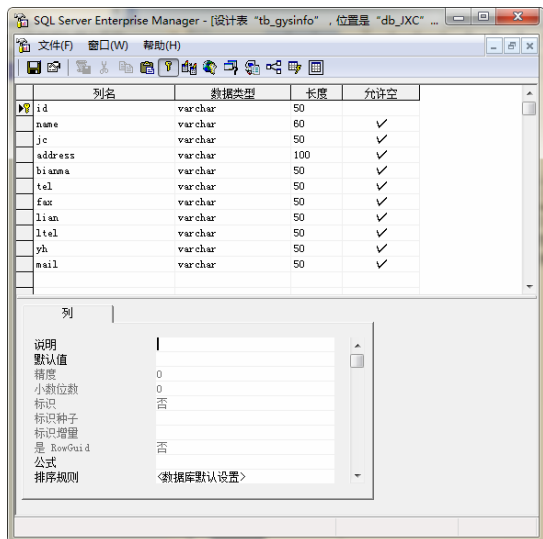 SQL Server Enterprise Manager - [设计表“tb_gysinfo”，位置是“db_JXC” ...
文件(F) 窗口(W) 帮助(H)
列名 数据类型 长度 允许空
id varchar 50
name varchar 60
jc varchar 50
address varchar 100
bianma varchar 50
tel varchar 50
fax varchar 50
lian varchar 50
ltel varchar 50
yh varchar 50
mail varchar 50
列
说明
默认值
精度 0
小数位数 0
标识 否
标识种子
标识增量
是 RowGuid 否
公式
排序规则 <数据库默认设置>